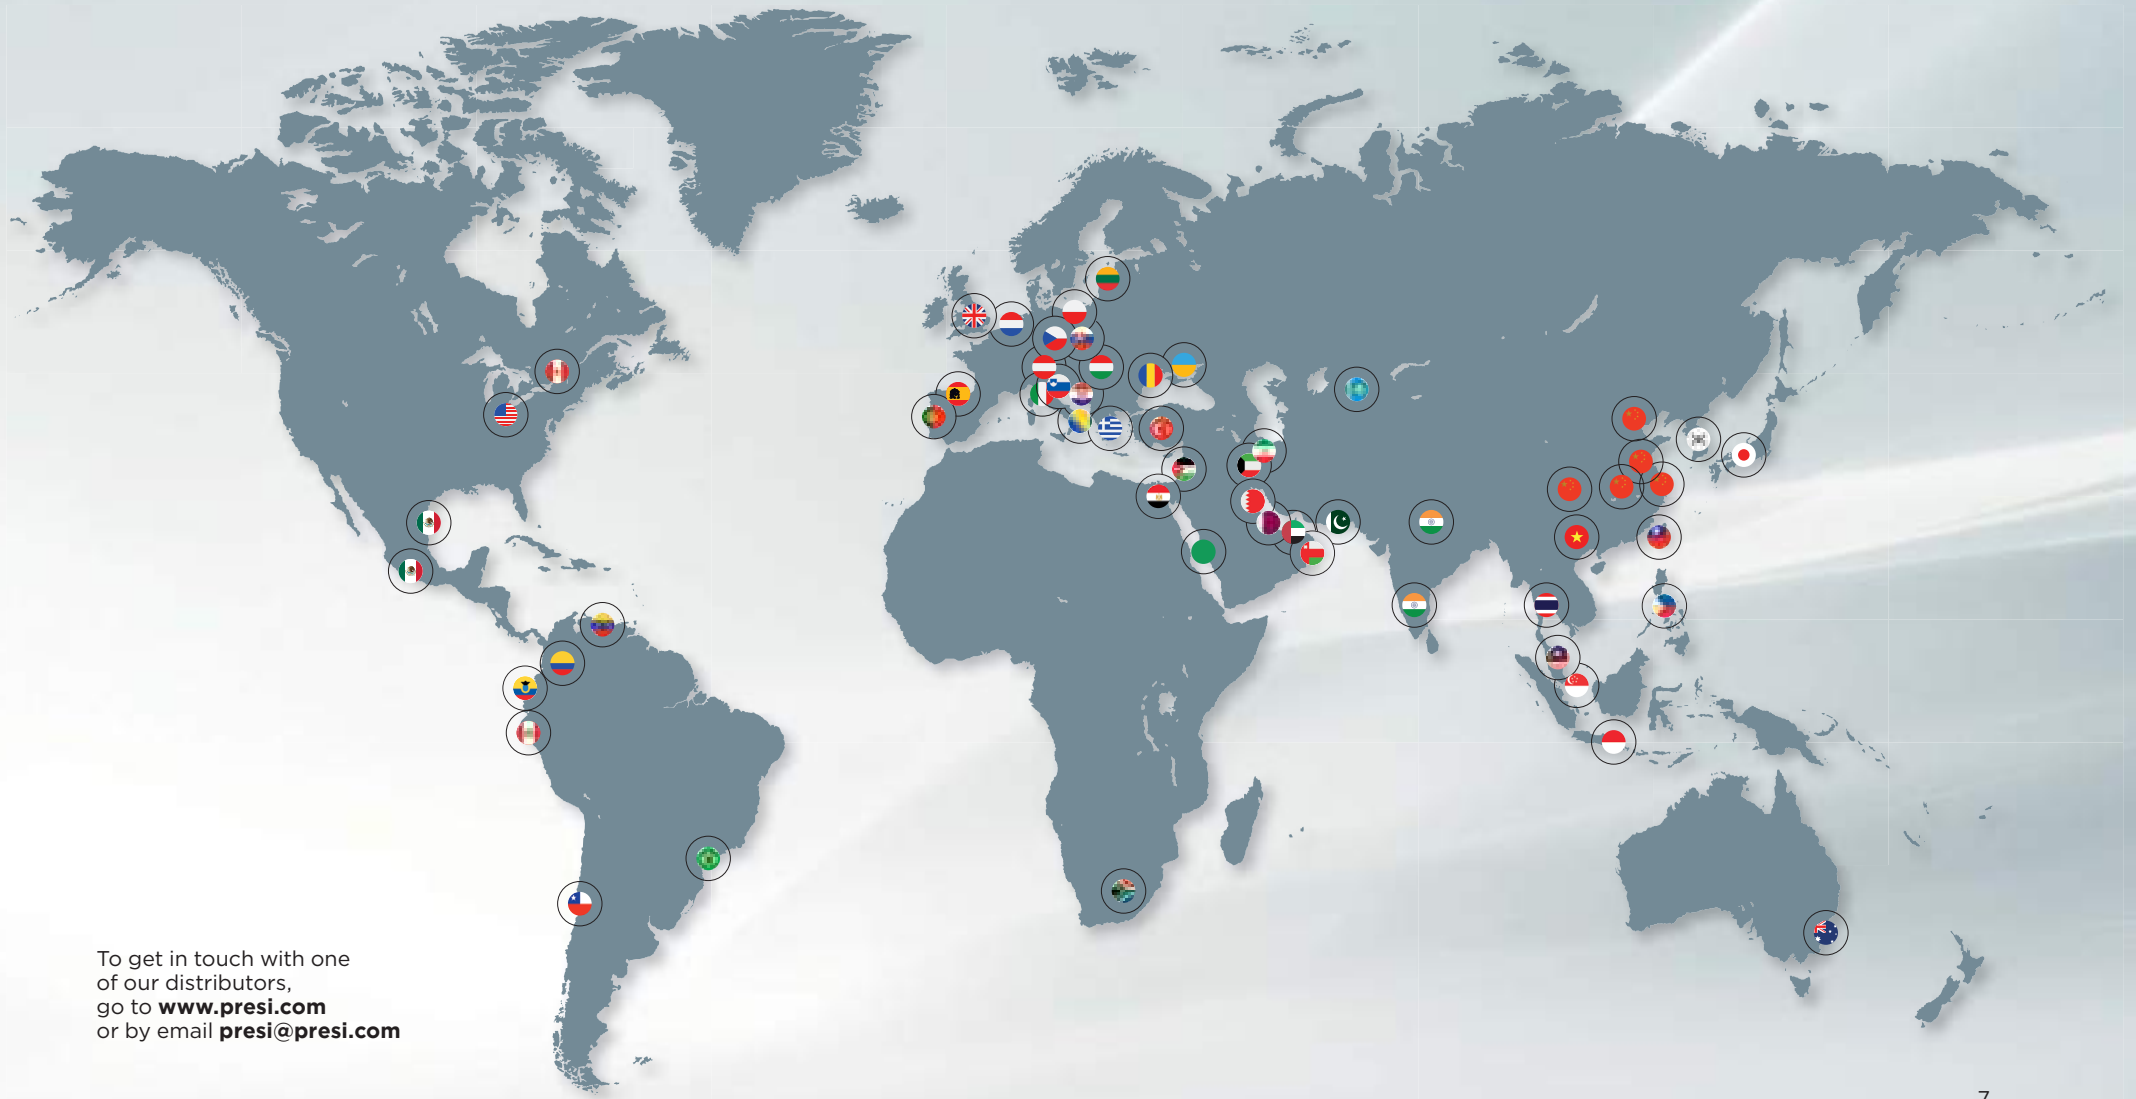 To get in touch with one
of our distributors,
go to www.presi.com
or by email presi@presi.com
7